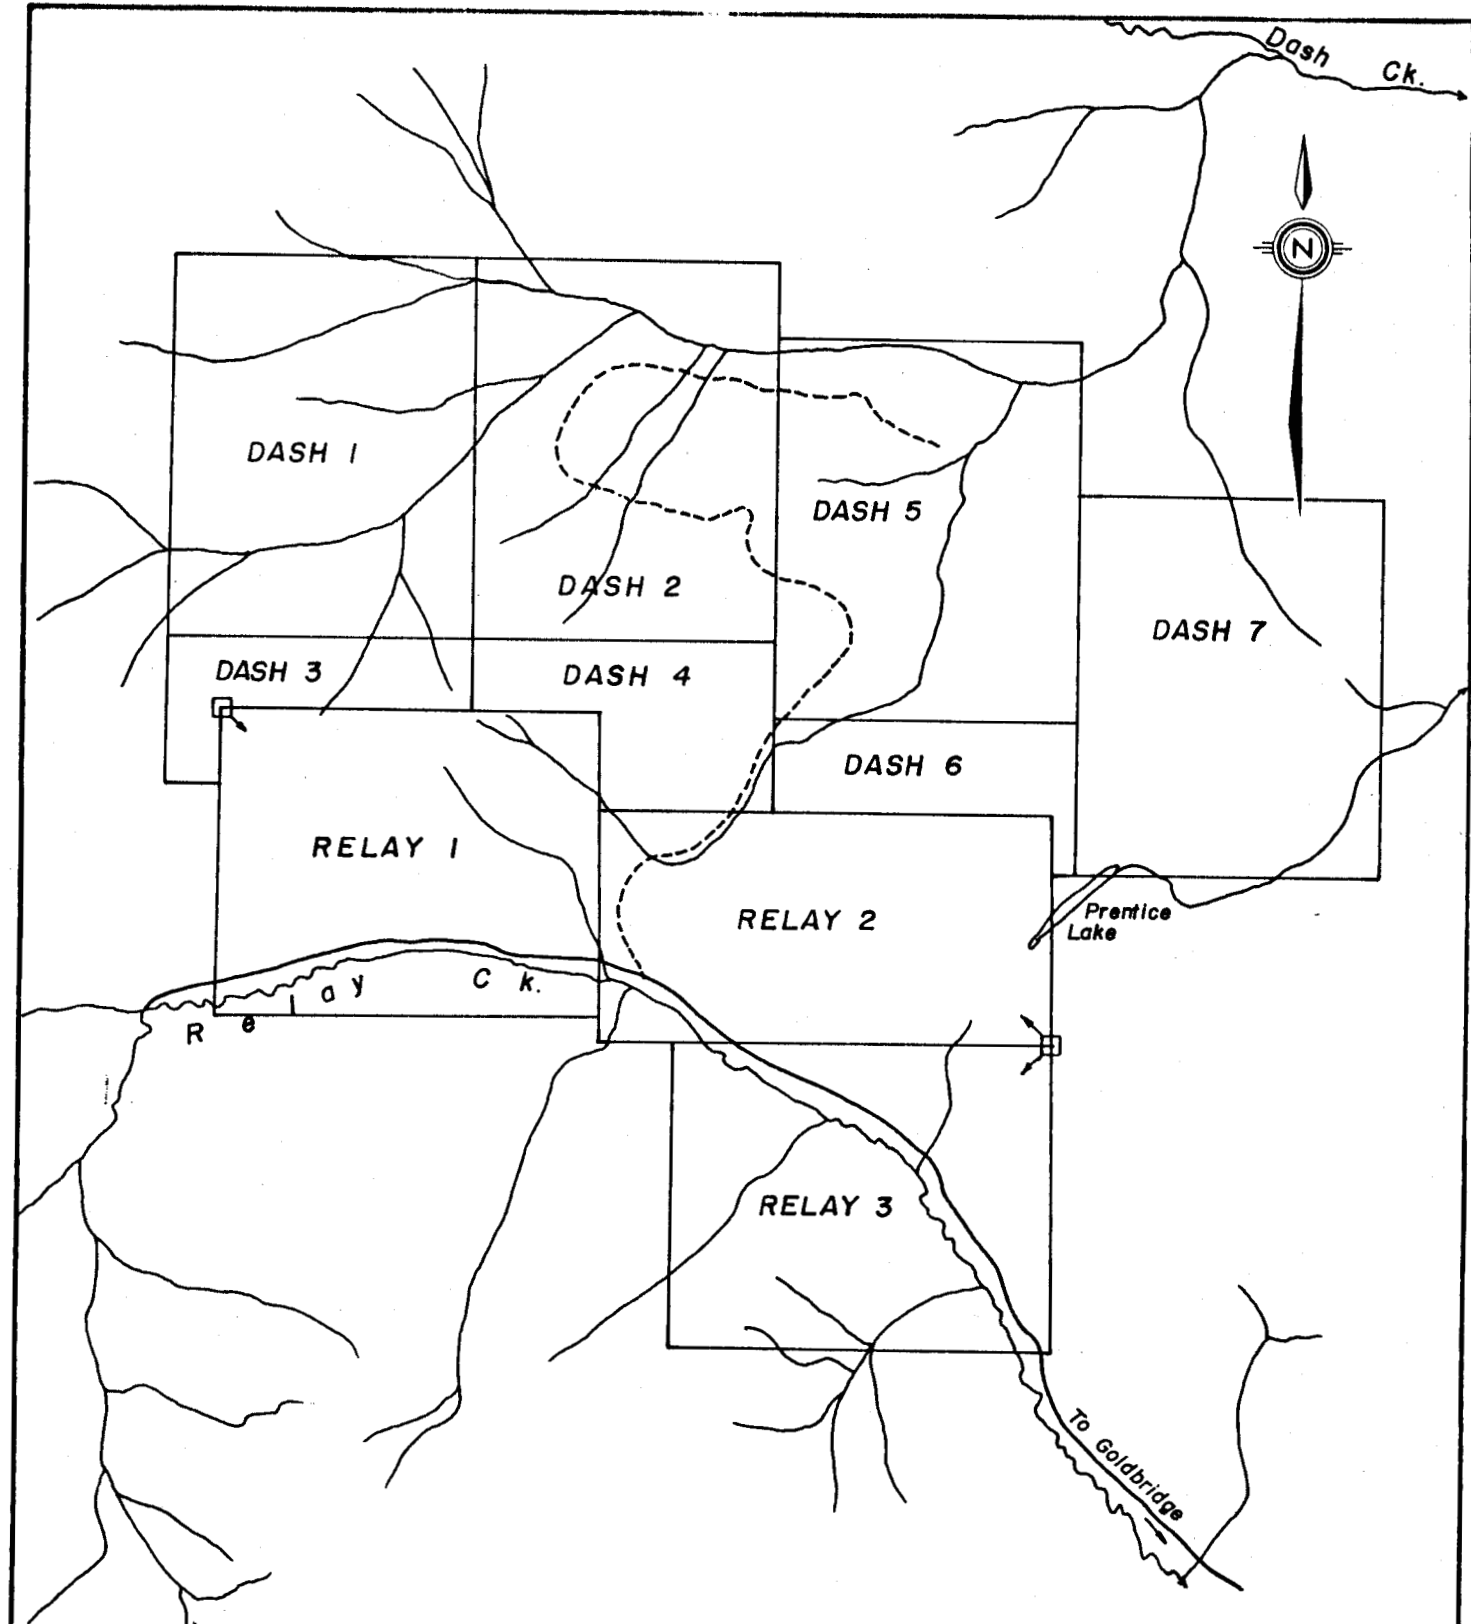 Dash Ck.
N
DASH 1
DASH 5
DASH 2
DASH 7
DASH 3
DASH 4
DASH 6
RELAY 1
RELAY 2
Prentice
Lake
Relay Ck.
RELAY 3
To Goldbridge